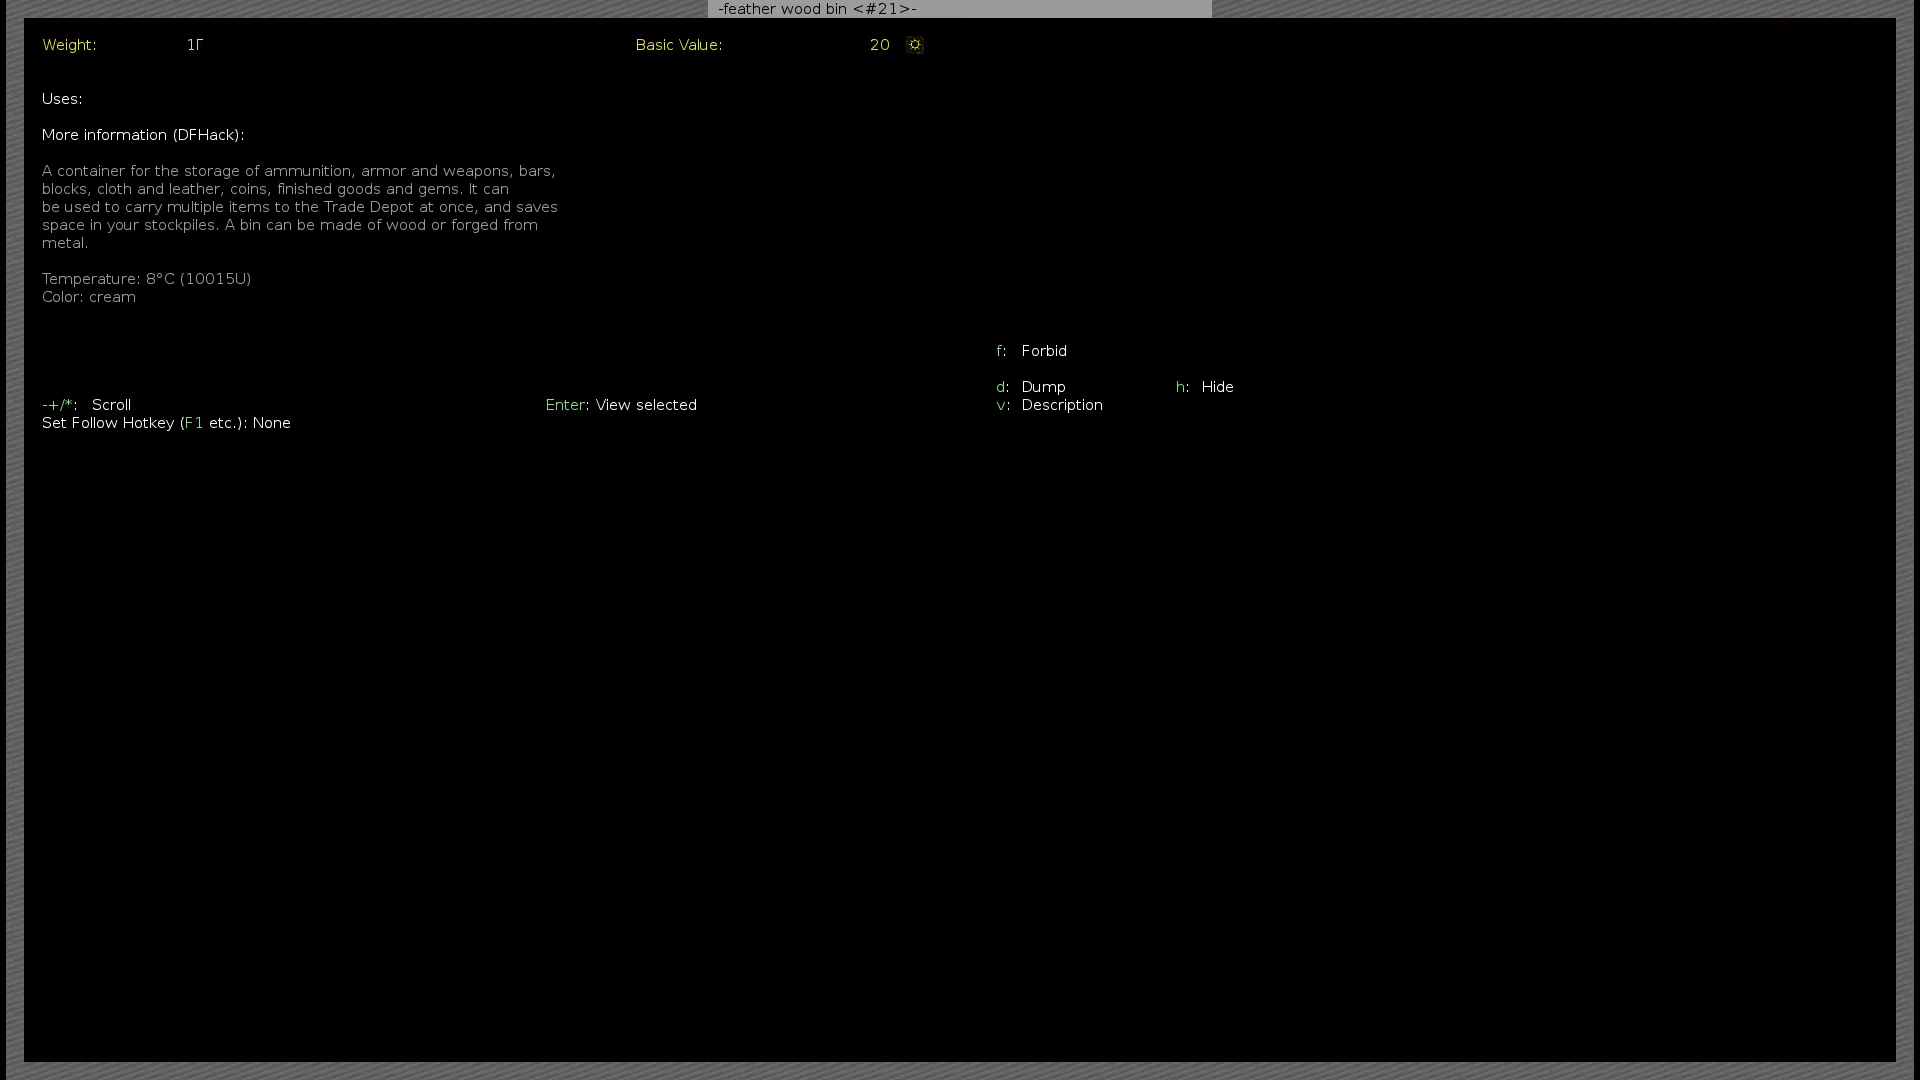 -feather wood bin <#21>-
Weight: 1Γ Basic Value: 20 ☼
Uses:
More information (DFHack):
A container for the storage of ammunition, armor and weapons, bars,
blocks, cloth and leather, coins, finished goods and gems. It can
be used to carry multiple items to the Trade Depot at once, and saves
space in your stockpiles. A bin can be made of wood or forged from
metal.
Temperature: 8°C (10015U)
Color: cream
f: Forbid
d: Dump h: Hide
-+/*: Scroll Enter: View selected v: Description
Set Follow Hotkey (F1 etc.): None